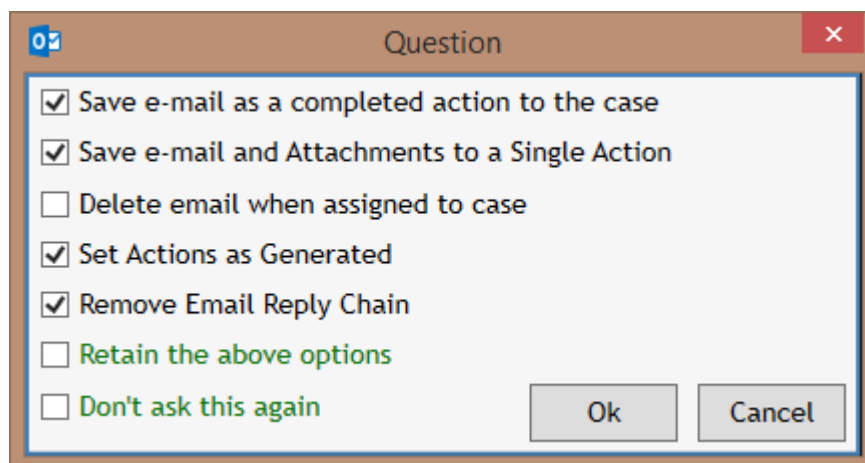 Question
Save e-mail as a completed action to the case
Save e-mail and Attachments to a Single Action
Delete email when assigned to case
Set Actions as Generated
Remove Email Reply Chain
Retain the above options
Don't ask this again
Ok
Cancel